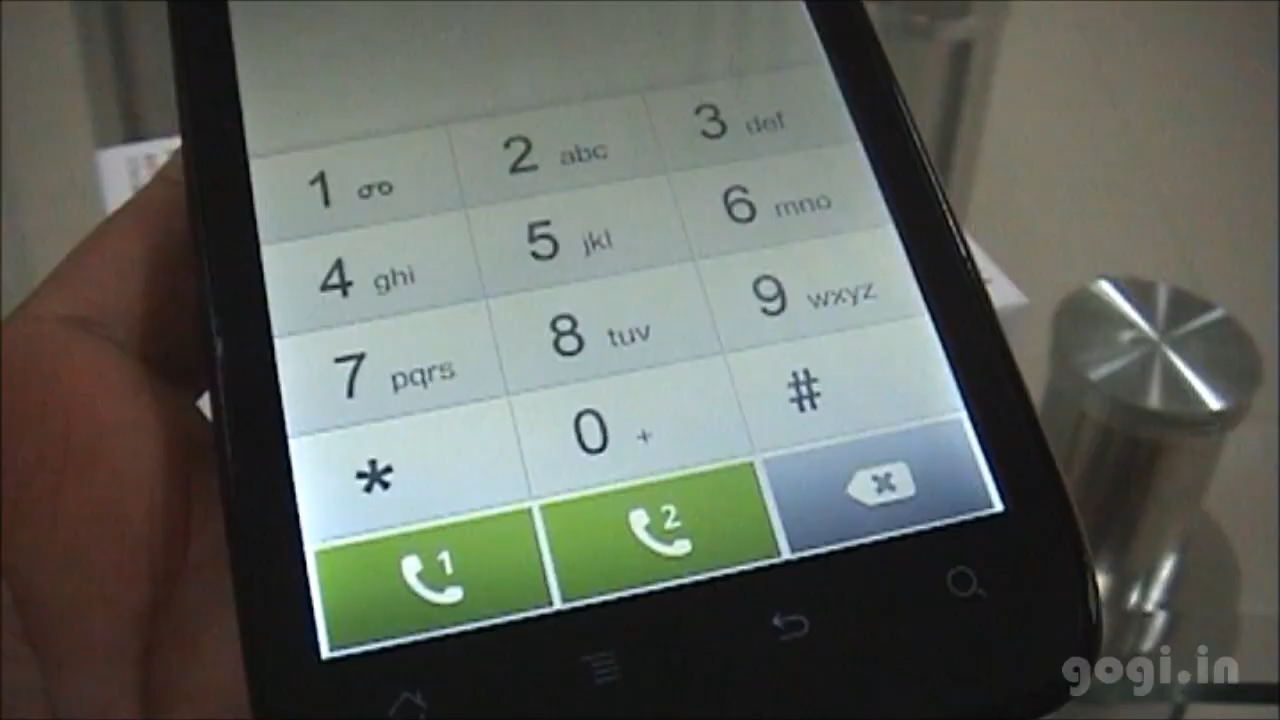 1 2 abc 3 def
4 ghi 5 jkl 6 mno
7 pqrs 8 tuv 9 wxyz
* 0 + #
1 2
gogi.in